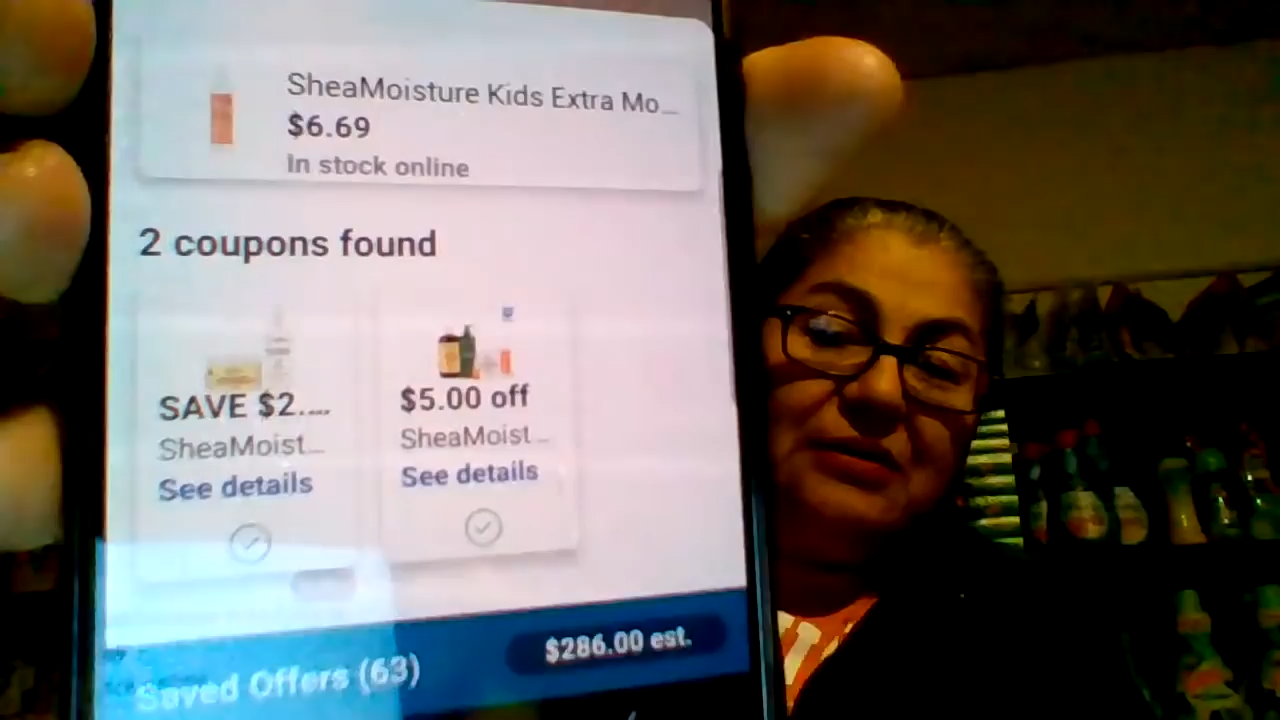 SheaMoisture Kids Extra Mo...
$6.69
In stock online
2 coupons found
SAVE $2....
SheaMoist...
See details
$5.00 off
SheaMoist...
See details
Saved Offers (63)
$286.00 est.